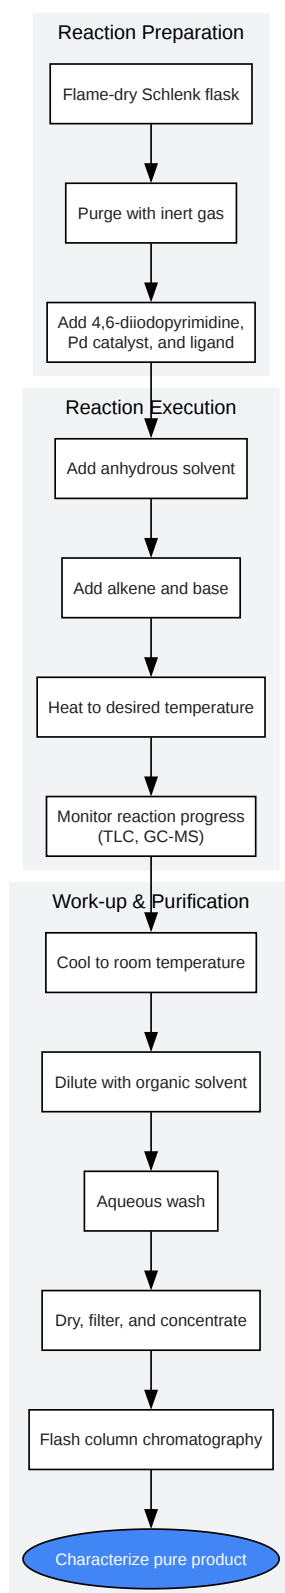 Reaction Preparation
Flame-dry Schlenk flask
Purge with inert gas
Add 4,6-diiodopyrimidine,
Pd catalyst, and ligand
Reaction Execution
Add anhydrous solvent
Add alkene and base
Heat to desired temperature
Monitor reaction progress
(TLC, GC-MS)
Work-up & Purification
Cool to room temperature
Dilute with organic solvent
Aqueous wash
Dry, filter, and concentrate
Flash column chromatography
Characterize pure product